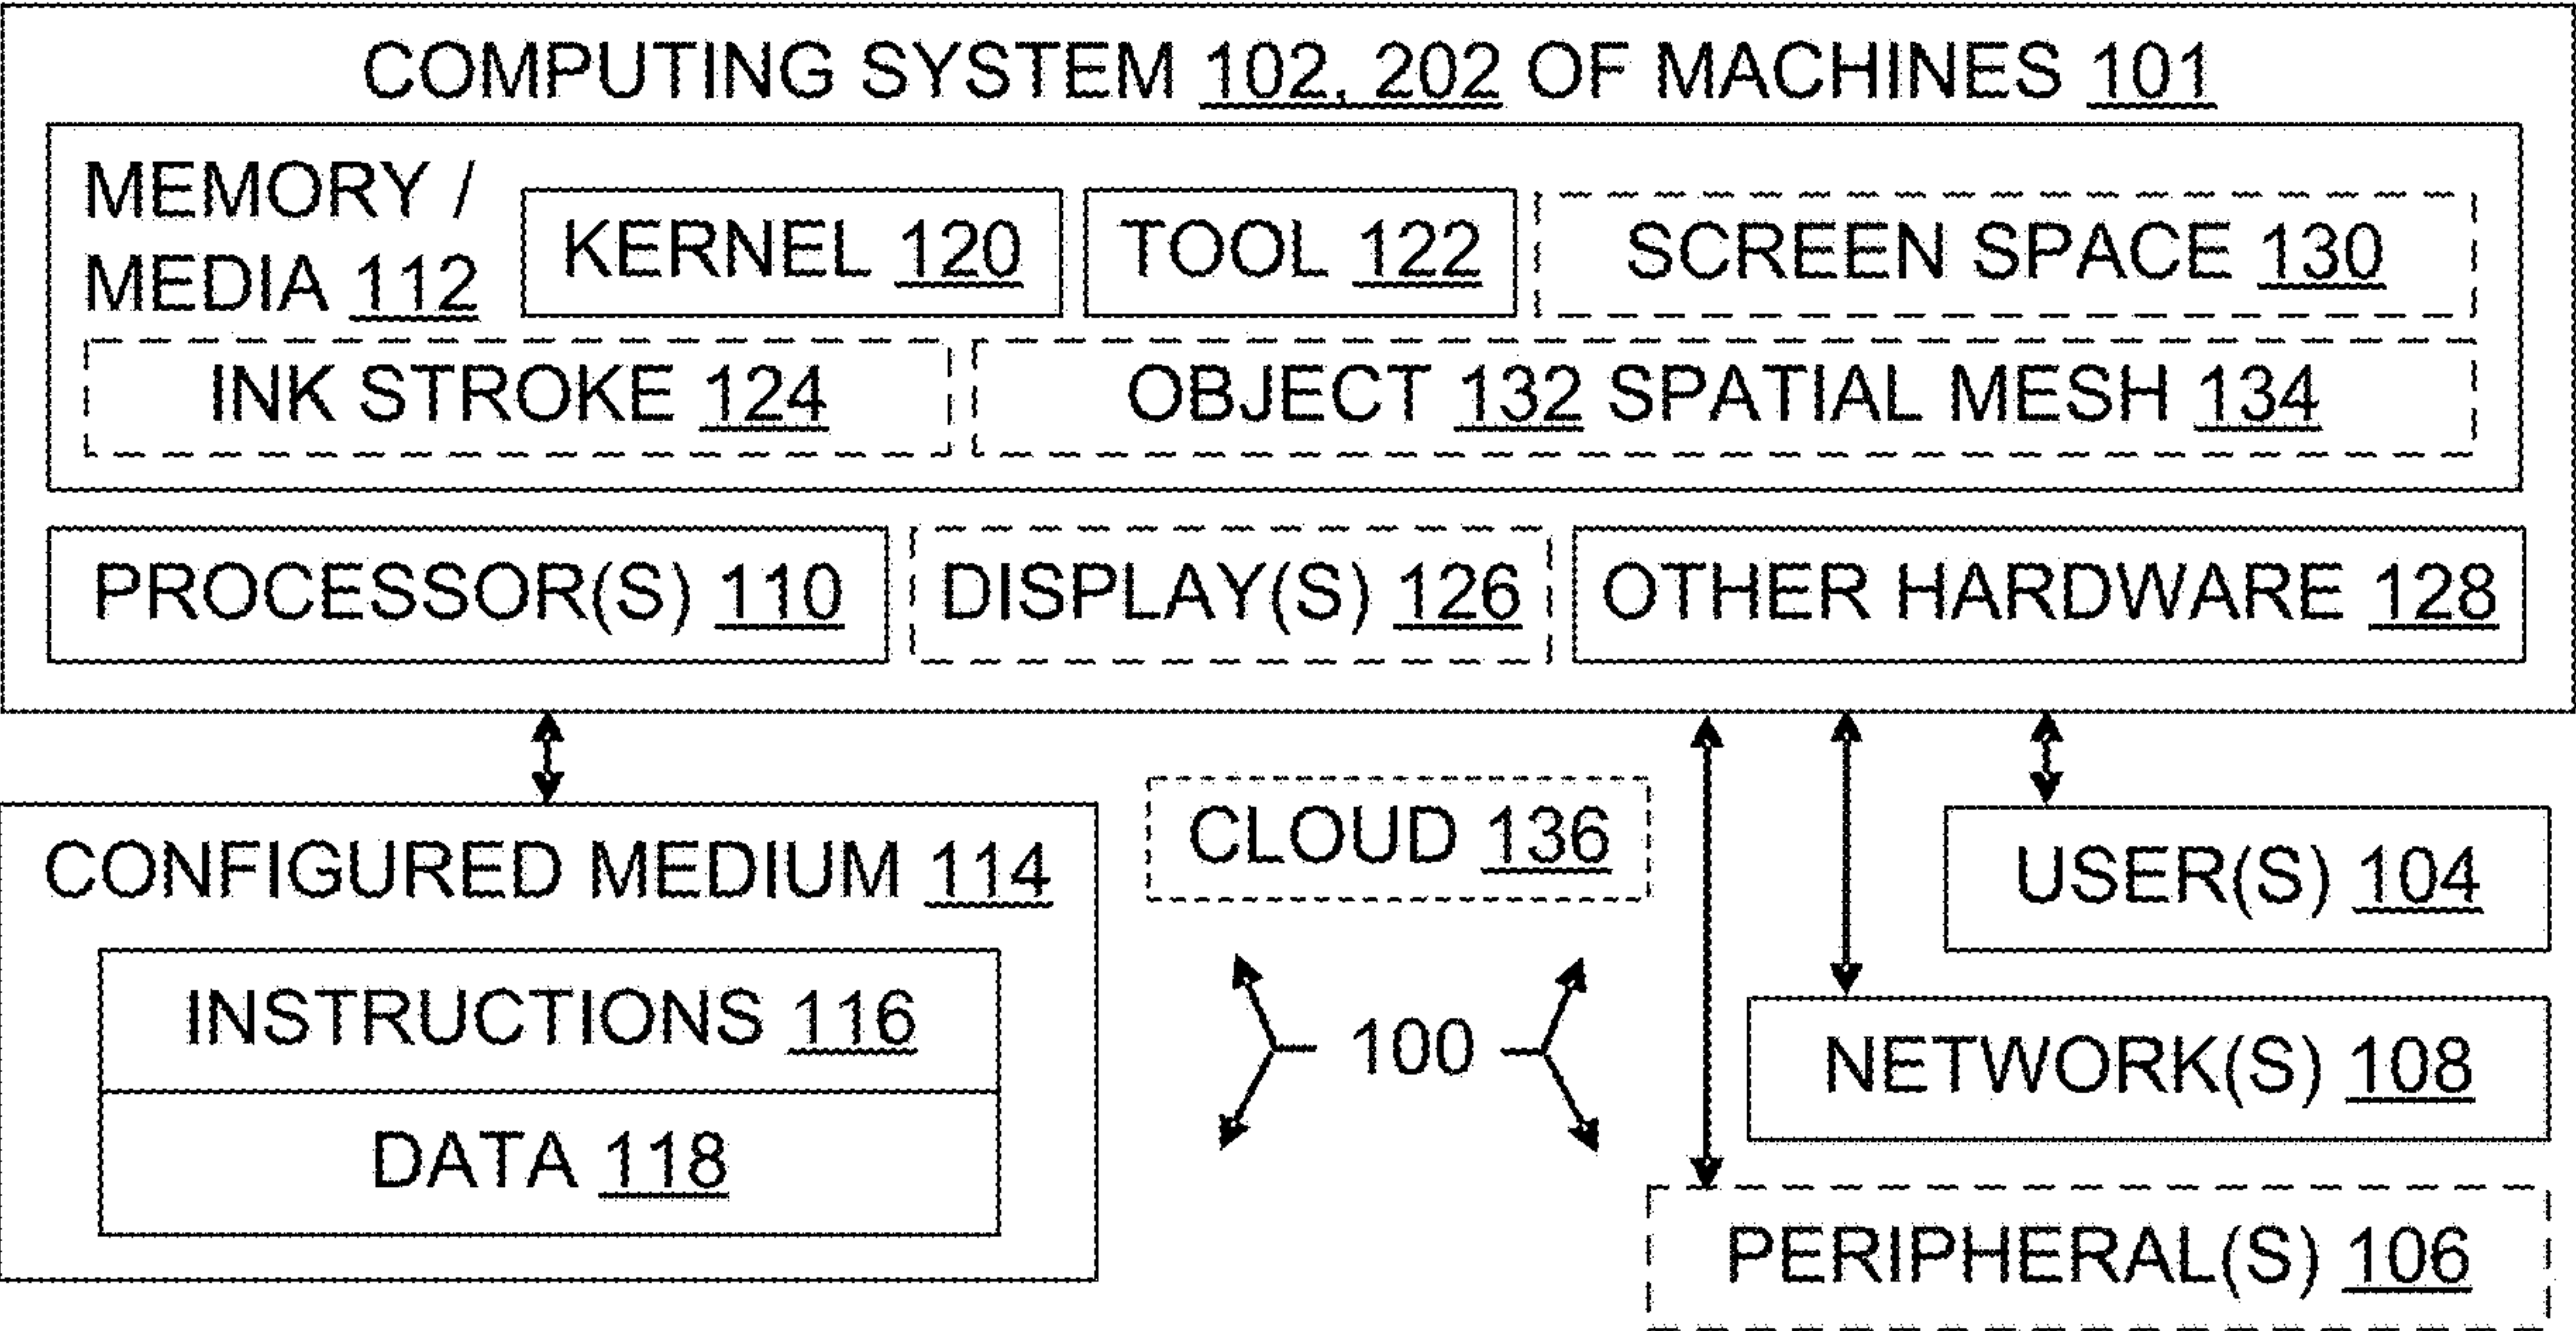 COMPUTING SYSTEM 102, 202 OF MACHINES 101
MEMORY /
MEDIA 112
KERNEL 120
TOOL 122
SCREEN SPACE 130
INK STROKE 124
OBJECT 132 SPATIAL MESH 134
PROCESSOR(S) 110
DISPLAY(S) 126
OTHER HARDWARE 128
CONFIGURED MEDIUM 114
INSTRUCTIONS 116
DATA 118
CLOUD 136
100
USER(S) 104
NETWORK(S) 108
PERIPHERAL(S) 106